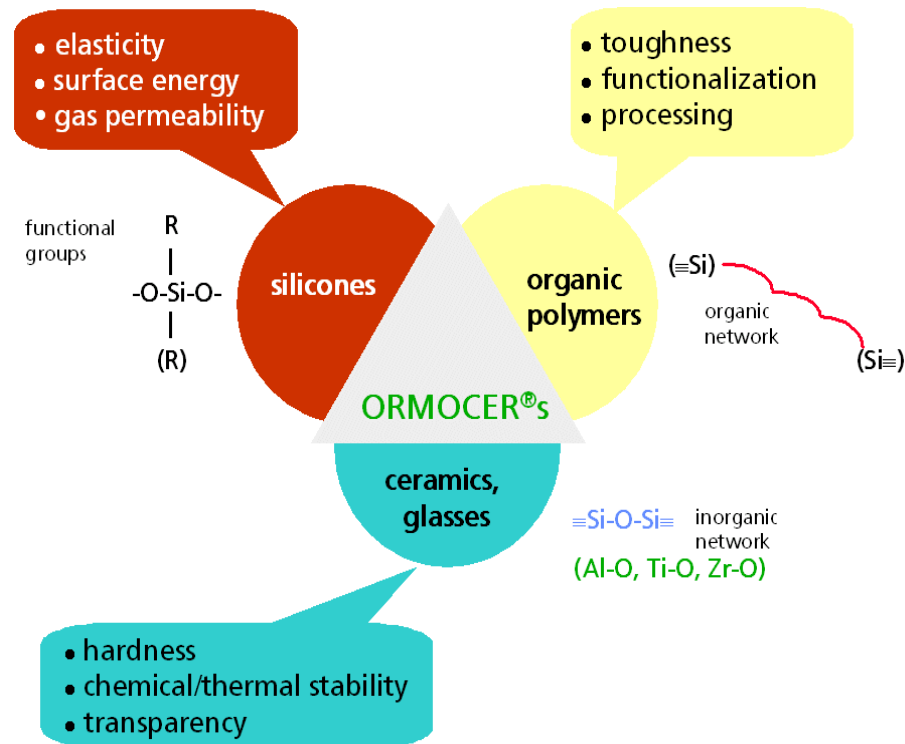 • elasticity
• surface energy
• gas permeability
• toughness
• functionalization
• processing
functional
groups
R
-O-Si-O-
(R)
silicones
organic
polymers
(≡Si)
organic
network
(Si≡)
ORMOCER®s
ceramics,
glasses
≡Si-O-Si≡
inorganic
network
(Al-O, Ti-O, Zr-O)
• hardness
• chemical/thermal stability
• transparency